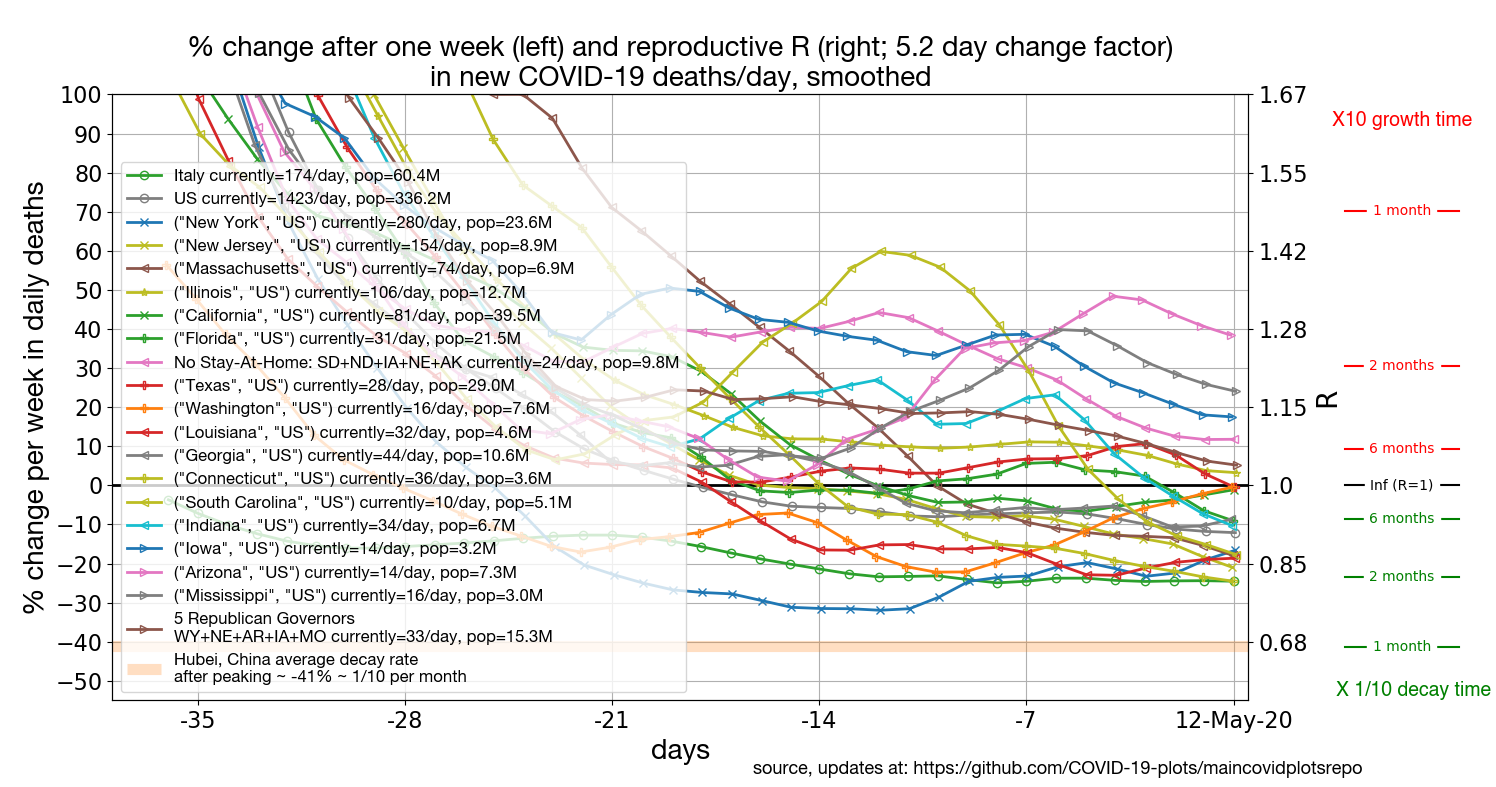 % change after one week (left) and reproductive R (right; 5.2 day change factor)
in new COVID-19 deaths/day, smoothed
% change per week in daily deaths
100
90
80
70
60
50
40
30
20
10
0
−10
−20
−30
−40
−50
Italy currently=174/day, pop=60.4M
US currently=1423/day, pop=336.2M
("New York", "US") currently=280/day, pop=23.6M
("New Jersey", "US") currently=154/day, pop=8.9M
("Massachusetts", "US") currently=74/day, pop=6.9M
("Illinois", "US") currently=106/day, pop=12.7M
("California", "US") currently=81/day, pop=39.5M
("Florida", "US") currently=31/day, pop=21.5M
No Stay-At-Home: SD+ND+IA+NE+AK currently=24/day, pop=9.8M
("Texas", "US") currently=28/day, pop=29.0M
("Washington", "US") currently=16/day, pop=7.6M
("Louisiana", "US") currently=32/day, pop=4.6M
("Georgia", "US") currently=44/day, pop=10.6M
("Connecticut", "US") currently=36/day, pop=3.6M
("South Carolina", "US") currently=10/day, pop=5.1M
("Indiana", "US") currently=34/day, pop=6.7M
("Iowa", "US") currently=14/day, pop=3.2M
("Arizona", "US") currently=14/day, pop=7.3M
("Mississippi", "US") currently=16/day, pop=3.0M
5 Republican Governors
WY+NE+AR+IA+MO currently=33/day, pop=15.3M
Hubei, China average decay rate
after peaking ~ -41% ~ 1/10 per month
-35
-28
-21
-14
-7
12-May-20
days
1.67
1.55
1.42
1.28
1.15
1.0
0.85
0.68
R
X10 growth time
1 month
2 months
6 months
Inf (R=1)
6 months
2 months
1 month
X 1/10 decay time
source, updates at: https://github.com/COVID-19-plots/maincovidplotsrepo